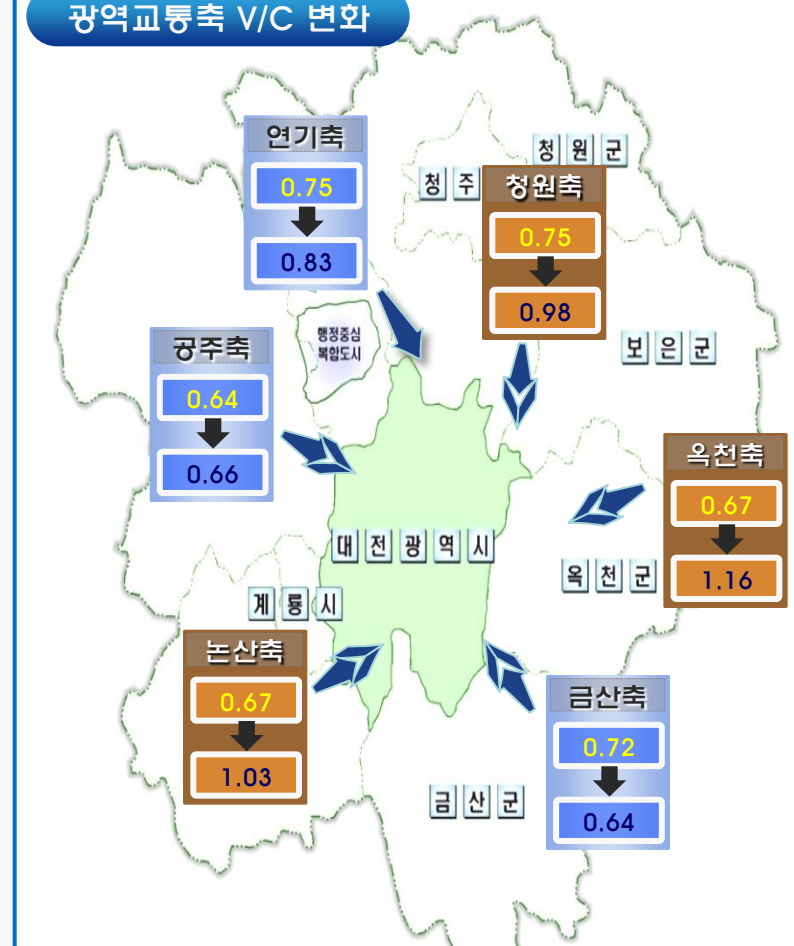 광역교통축 V/C 변화
연기축
0.75
0.83
청원군
청주
청원축
0.75
0.98
행정중심
복합도시
보은군
공주축
0.64
0.66
옥천축
0.67
1.16
대전광역시
옥천군
계룡시
논산축
0.67
1.03
금산축
0.72
0.64
금산군